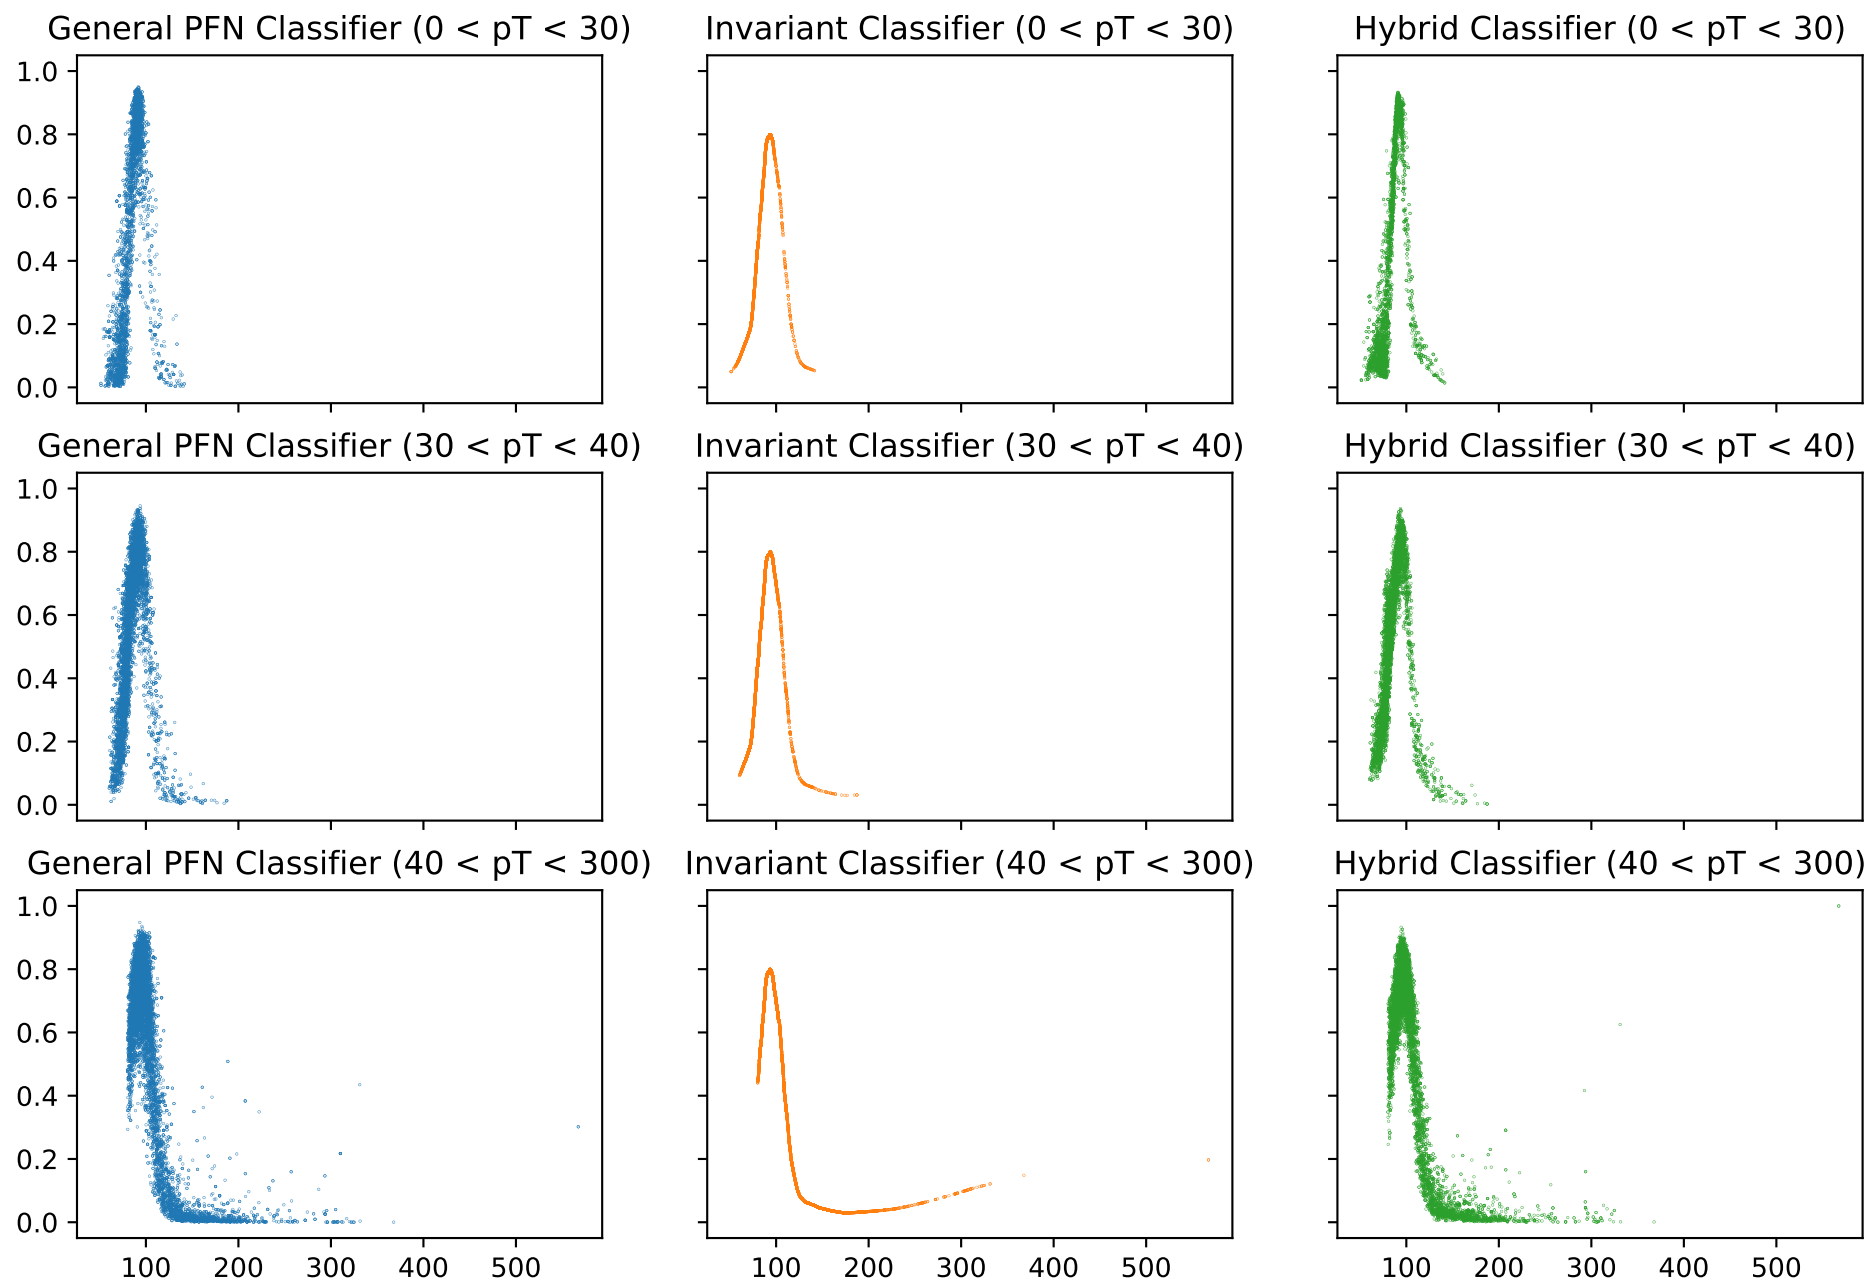 General PFN Classifier (0 < pT < 30)
Invariant Classifier (0 < pT < 30)
Hybrid Classifier (0 < pT < 30)
1.0
0.8
0.6
0.4
0.2
0.0
General PFN Classifier (30 < pT < 40)
Invariant Classifier (30 < pT < 40)
Hybrid Classifier (30 < pT < 40)
1.0
0.8
0.6
0.4
0.2
0.0
General PFN Classifier (40 < pT < 300)
Invariant Classifier (40 < pT < 300)
Hybrid Classifier (40 < pT < 300)
1.0
0.8
0.6
0.4
0.2
0.0
100 200 300 400 500
100 200 300 400 500
100 200 300 400 500